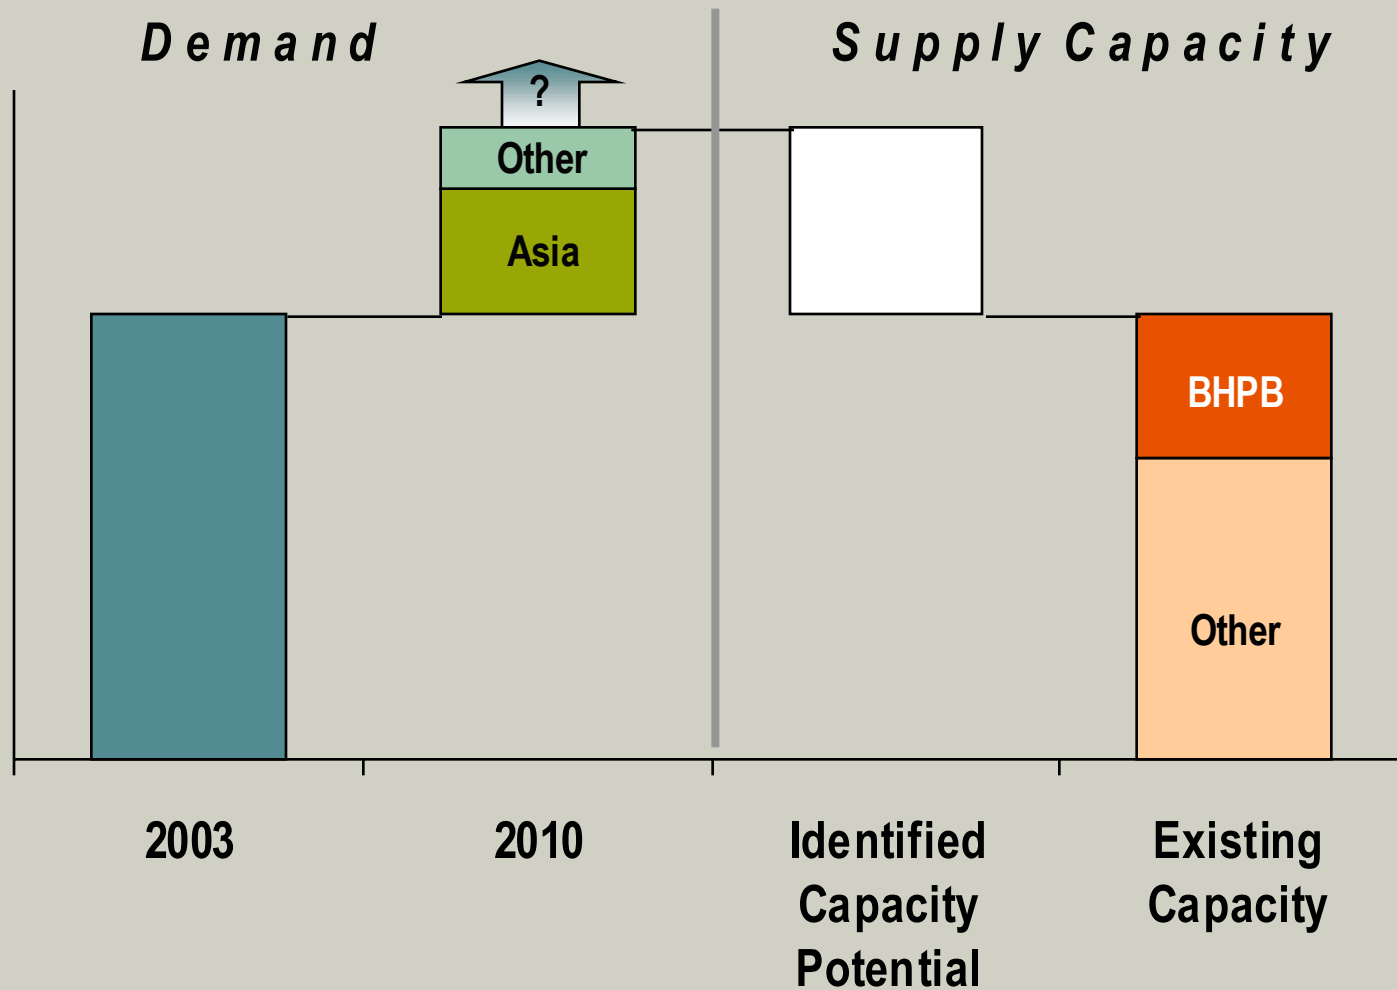 Demand
Supply Capacity
?
Other
Asia
BHPB
Other
2003
2010
Identified
Capacity
Potential
Existing
Capacity